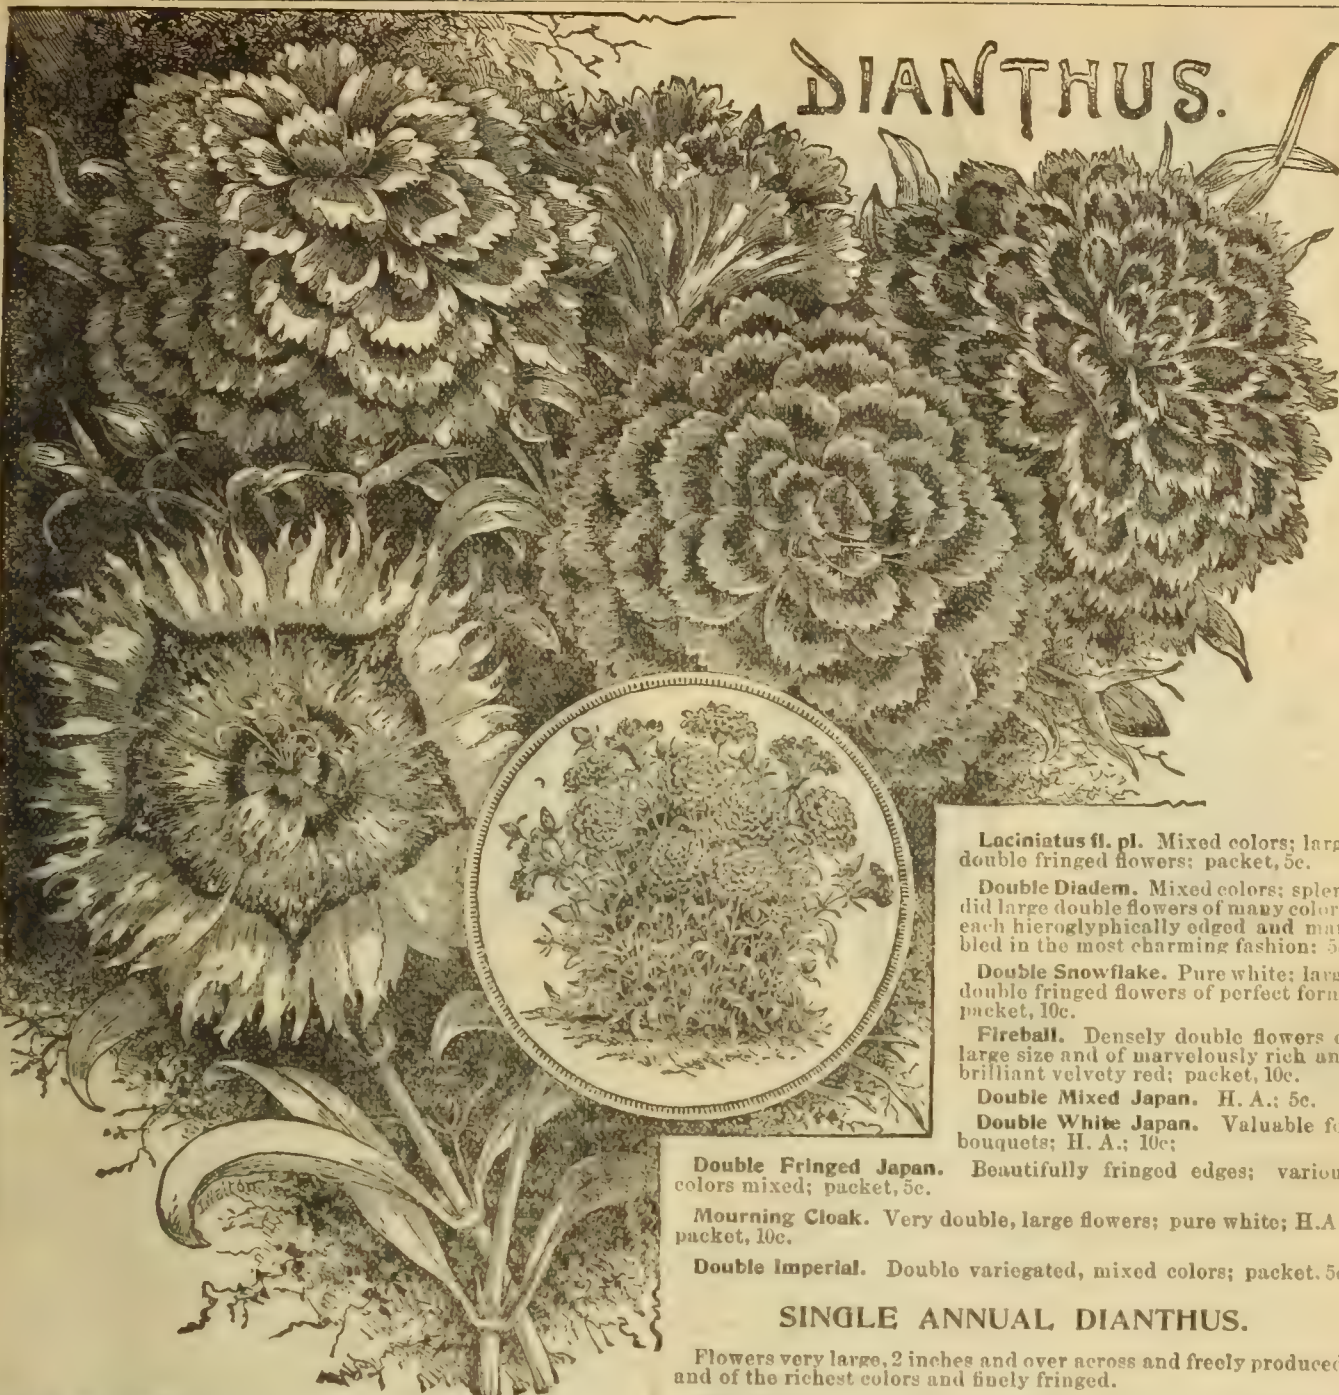 DIANTHUS.
Laciniatus fl. pl. Mixed colors; larg
double fringed flowers; packet, 5c.
Double Diadem. Mixed colors; splen
did large double flowers of many color
each hieroglyphically edged and mar
bled in the most charming fashion; 5
Double Snowflake. Pure white; larg
double fringed flowers of perfect form
packet, 10c.
Fireball. Densely double flowers o
large size and of marvelously rich an
brilliant velvety red; packet, 10c.
Double Mixed Japan. H. A.; 5c.
Double White Japan. Valuable fo
bouquets; H. A.; 10c;
Double Fringed Japan. Beautifully fringed edges; variou
colors mixed; packet, 5c.
Mourning Cloak. Very double, large flowers; pure white; H.A
packet, 10c.
Double Imperial. Double variegated, mixed colors; packet, 5c
SINGLE ANNUAL DIANTHUS.
Flowers very large, 2 inches and over across and freely produced
and of the richest colors and finely fringed.